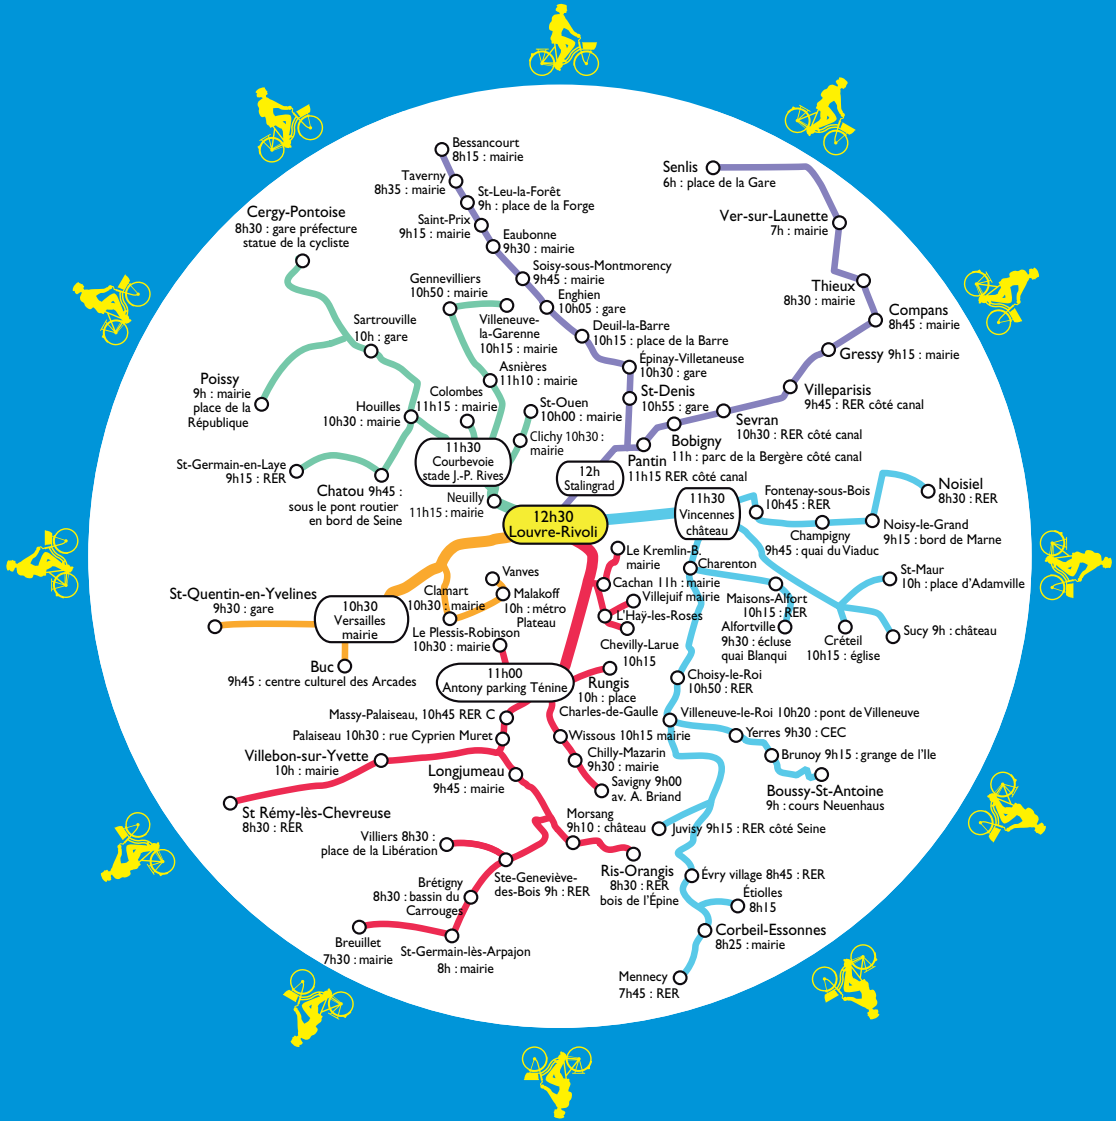 Bessancourt
8h15 : mairie
Taverny
8h35 : mairie
St-Leu-la-Forêt
9h : place de la Forge
Saint-Prix
9h15 : mairie
Eaubonne
9h30 : mairie
Soisy-sous-Montmorency
9h45 : mairie
Enghien
10h05 : gare
Deuil-la-Barre
10h15 : place de la Barre
Épinay-Villetaneuse
10h30 : gare
St-Denis
10h55 : gare
Senlis
6h : place de la Gare
Ver-sur-Launette
7h : mairie
Thieux
8h30 : mairie
Compans
8h45 : mairie
Gressy 9h15 : mairie
Villeparisis
9h45 : RER côté canal
Sevran
10h30 : RER côté canal
Bobigny
11h : parc de la Bergère côté canal
Pantin
11h15 RER côté canal
12h
Stalingrad
Cergy-Pontoise
8h30 : gare préfecture
statue de la cycliste
Sartrouville
10h : gare
Poissy
9h : mairie
place de la
République
Houilles
10h30 : mairie
St-Germain-en-Laye
9h15 : RER
Chatou 9h45 :
sous le pont routier
en bord de Seine
Gennevilliers
10h50 : mairie
Villeneuve-
la-Garenne
10h15 : mairie
Asnières
11h10 : mairie
Colombes
11h15 : mairie
St-Ouen
10h00 : mairie
Clichy 10h30 :
mairie
11h30
Courbevoie
stade J.-P. Rives
Neuilly
11h15 : mairie
12h30
Louvre-Rivoli
11h30
Vincennes
château
Fontenay-sous-Bois
10h45 : RER
Champigny
9h45 : quai du Viaduc
Noisiel
8h30 : RER
Noisy-le-Grand
9h15 : bord de Marne
St-Maur
10h : place d'Adamville
Créteil
10h15 : église
Sucy 9h : château
Charenton
Maisons-Alfort
10h15 : RER
Alfortville
9h30 : écluse
quai Blanqui
Choisy-le-Roi
10h50 : RER
Villeneuve-le-Roi 10h20 : pont de Villeneuve
Yerres 9h30 : CEC
Brunoy 9h15 : grange de l'Ile
Boussy-St-Antoine
9h : cours Neuenhaus
Juvisy 9h15 : RER côté Seine
Évry village 8h45 : RER
Étiolles
8h15
Corbeil-Essonnes
8h25 : mairie
Mennecy
7h45 : RER
Le Kremlin-B.
mairie
Cachan 11h : mairie
Villejuif mairie
L'Haÿ-les-Roses
Chevilly-Larue
10h15
Rungis
10h : place
Charles-de-Gaulle
Vanves
Malakoff
10h : métro
Plateau
Clamart
10h30 : mairie
St-Quentin-en-Yvelines
9h30 : gare
10h30
Versailles
mairie
Buc
9h45 : centre culturel des Arcades
Le Plessis-Robinson
10h30 : mairie
11h00
Antony parking Ténine
Massy-Palaiseau, 10h45 RER C
Palaiseau 10h30 : rue Cyprien Muret
Villebon-sur-Yvette
10h : mairie
St Rémy-lès-Chevreuse
8h30 : RER
Longjumeau
9h45 : mairie
Wissous 10h15 mairie
Chilly-Mazarin
9h30 : mairie
Savigny 9h00
av. A. Briand
Morsang
9h10 : château
Ris-Orangis
8h30 : RER
bois de l'Épine
Villiers 8h30 :
place de la Libération
Ste-Geneviève-
des-Bois 9h : RER
Brétigny
8h30 : bassin du
Carrouges
Breuillet
7h30 : mairie
St-Germain-lès-Arpajon
8h : mairie